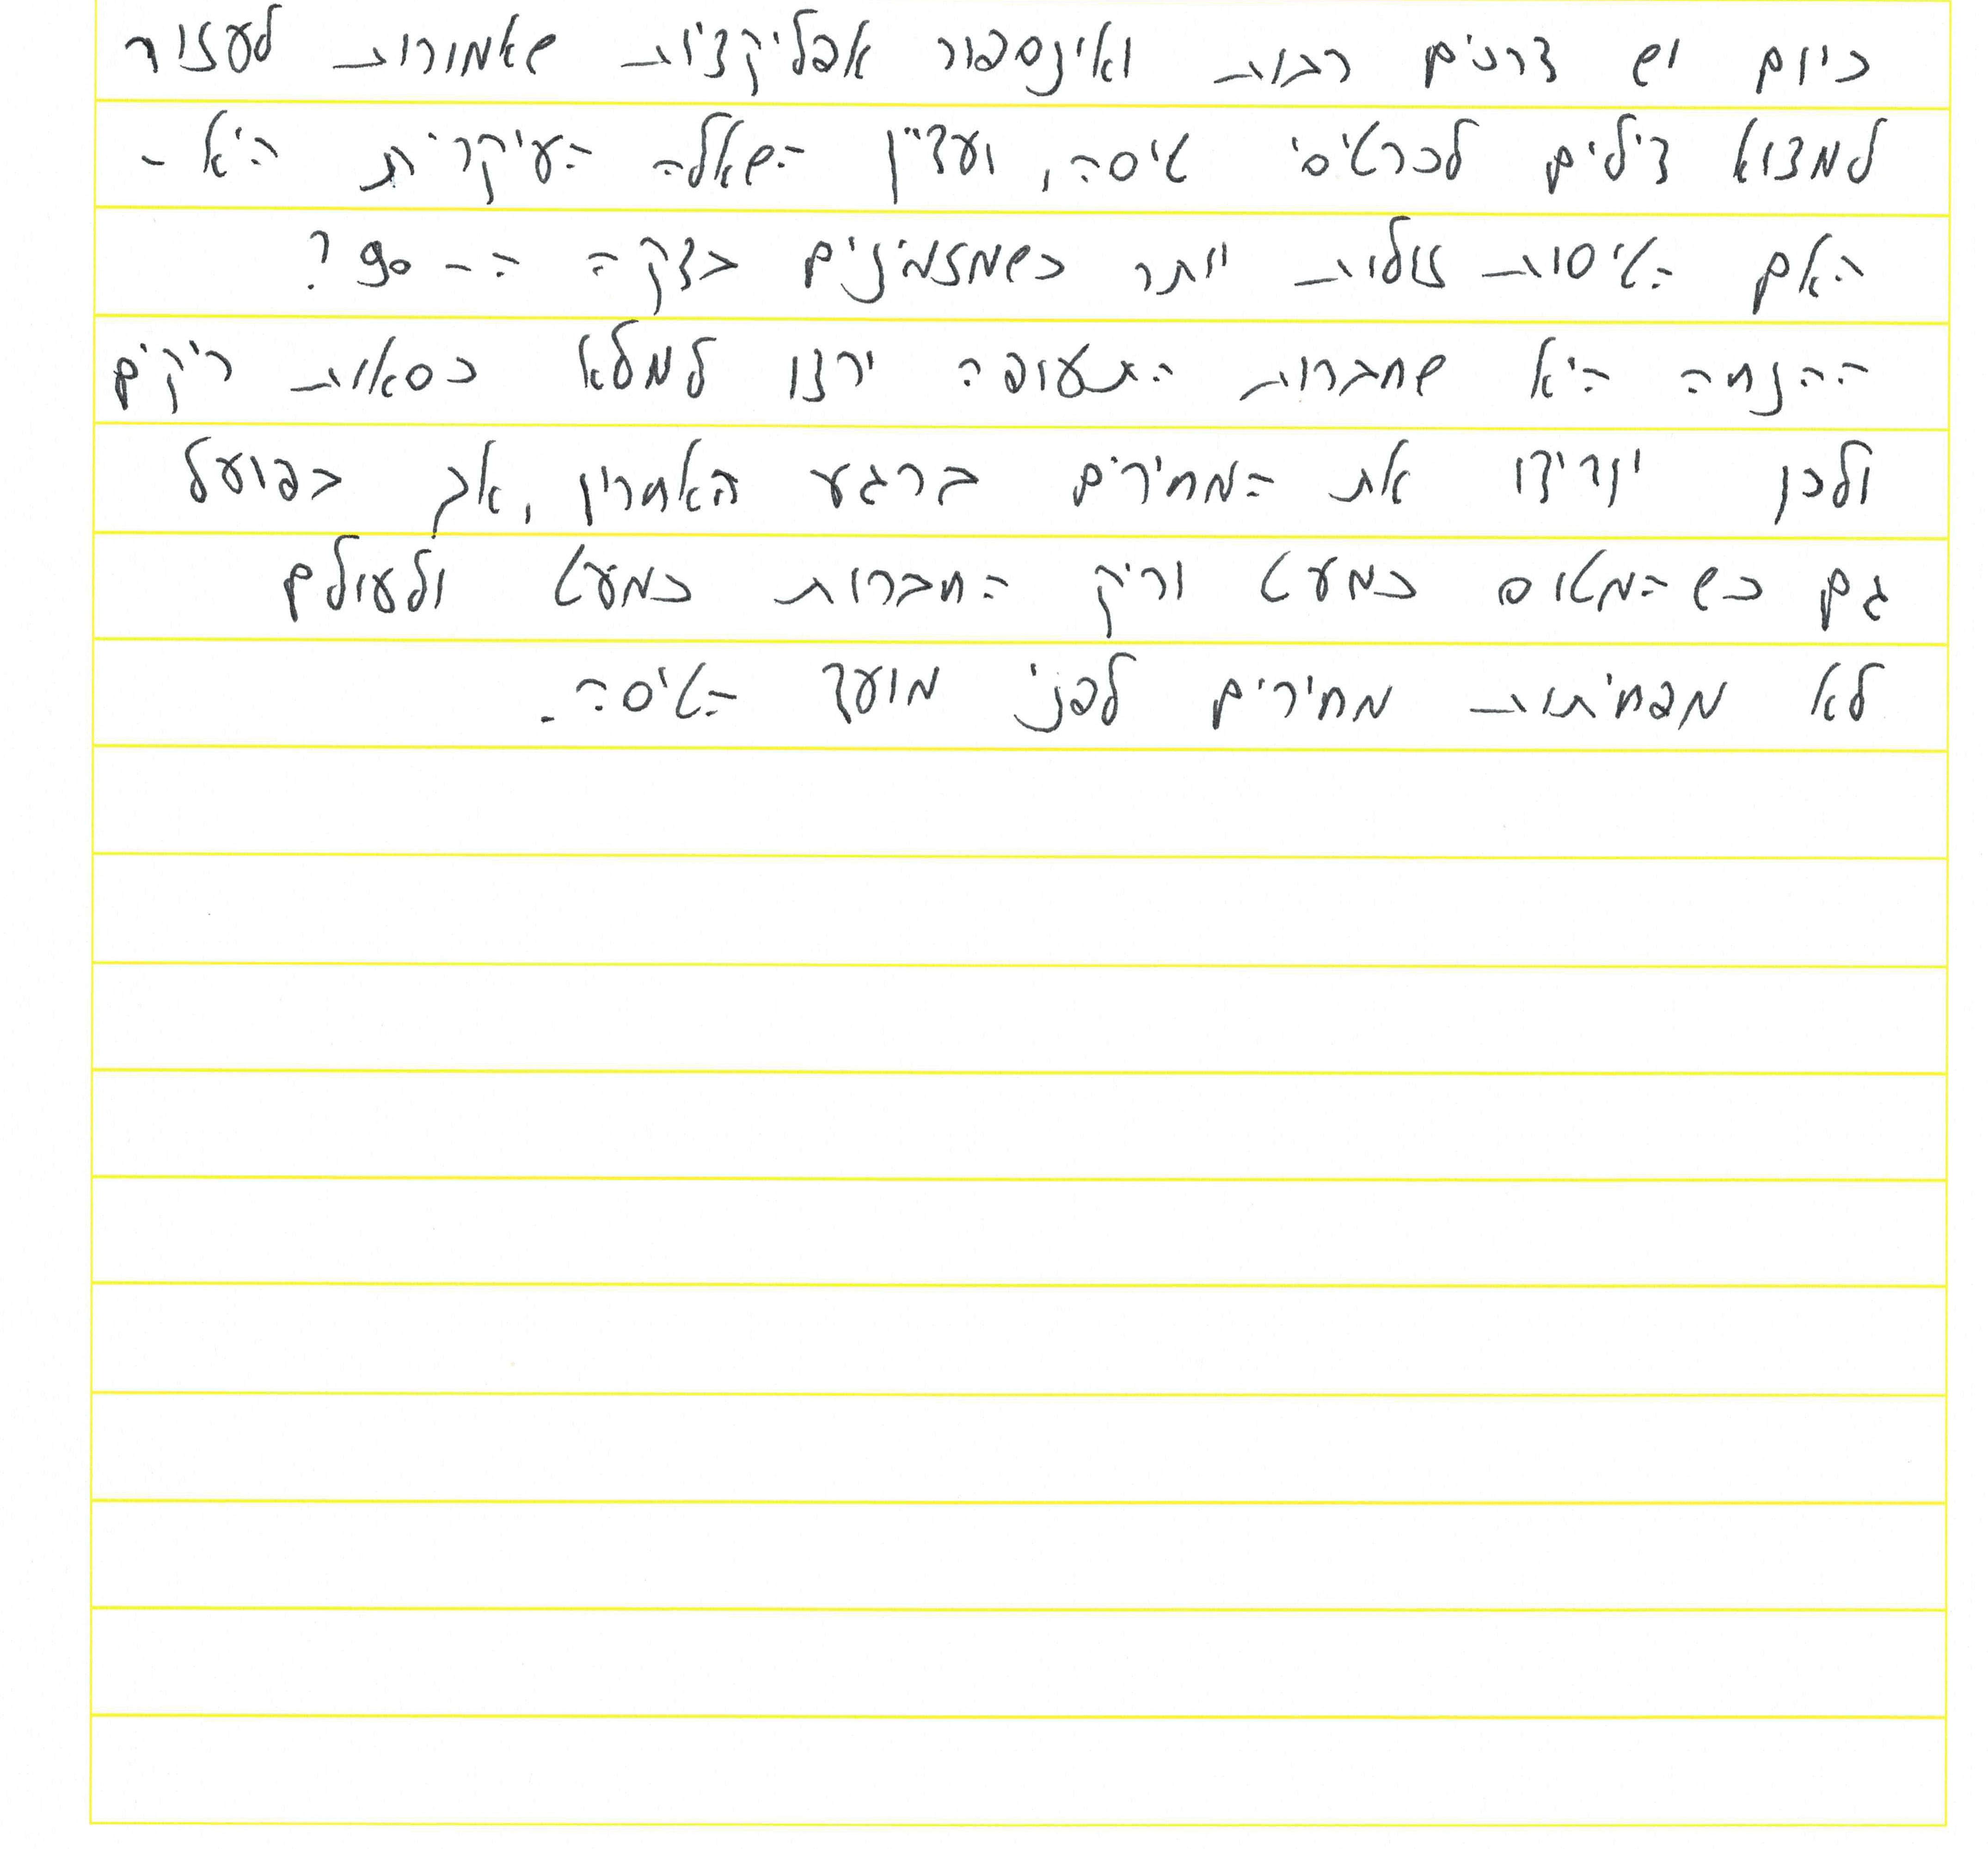 כיום יש דרכים רבות ואינספור אפליקציות שאמורות לעזור
למצוא דילים לכרטיסי טיסה, ועדיין השאלה העיקרית היא -
האם הטיסות זולות יותר כשמזמינים בדקה ה-90?
ההנחה היא שחברות התעופה ירצו למלא כסאות ריקים
ולכן יורידו את המחירים ברגע האחרון, אך בפועל
גם כשהמטוס כמעט וריק החברות כמעט ולעולם
לא מפחיתות מחירים לפני מועד הטיסה.